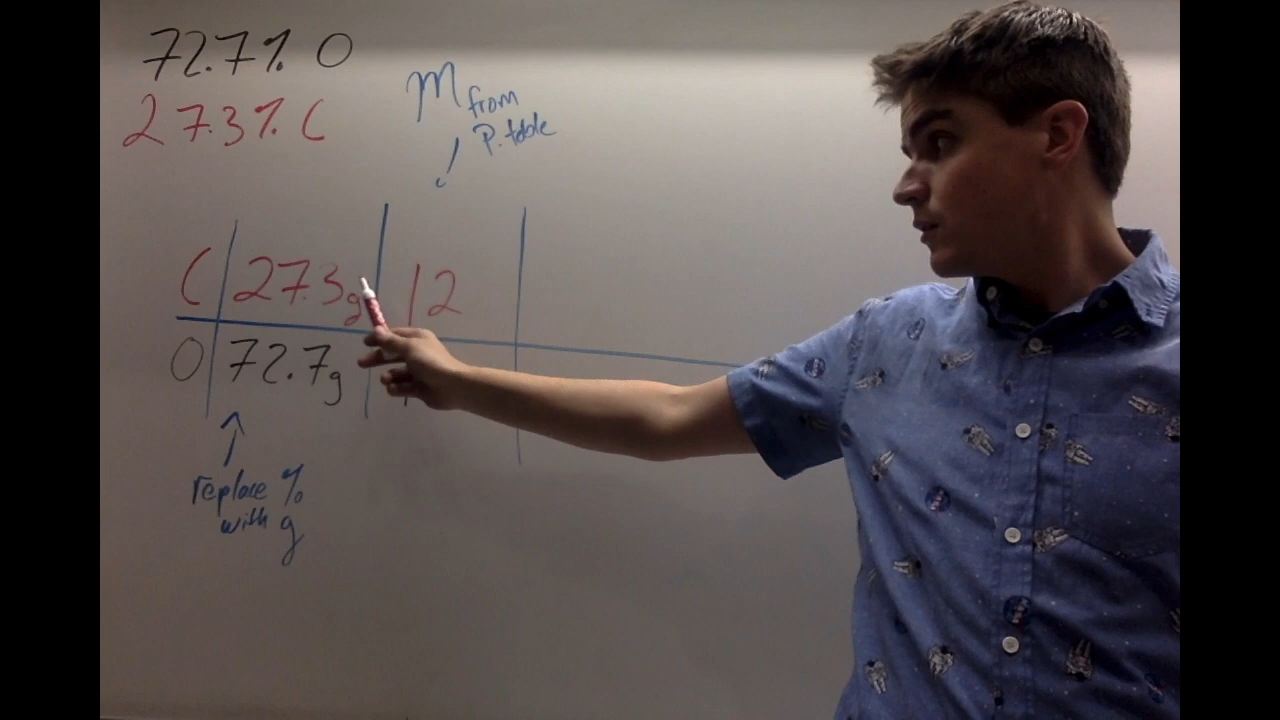 72.7% O
27.3% C
M from
P. table
C 27.3g 12
O 72.7g
replace %
with g